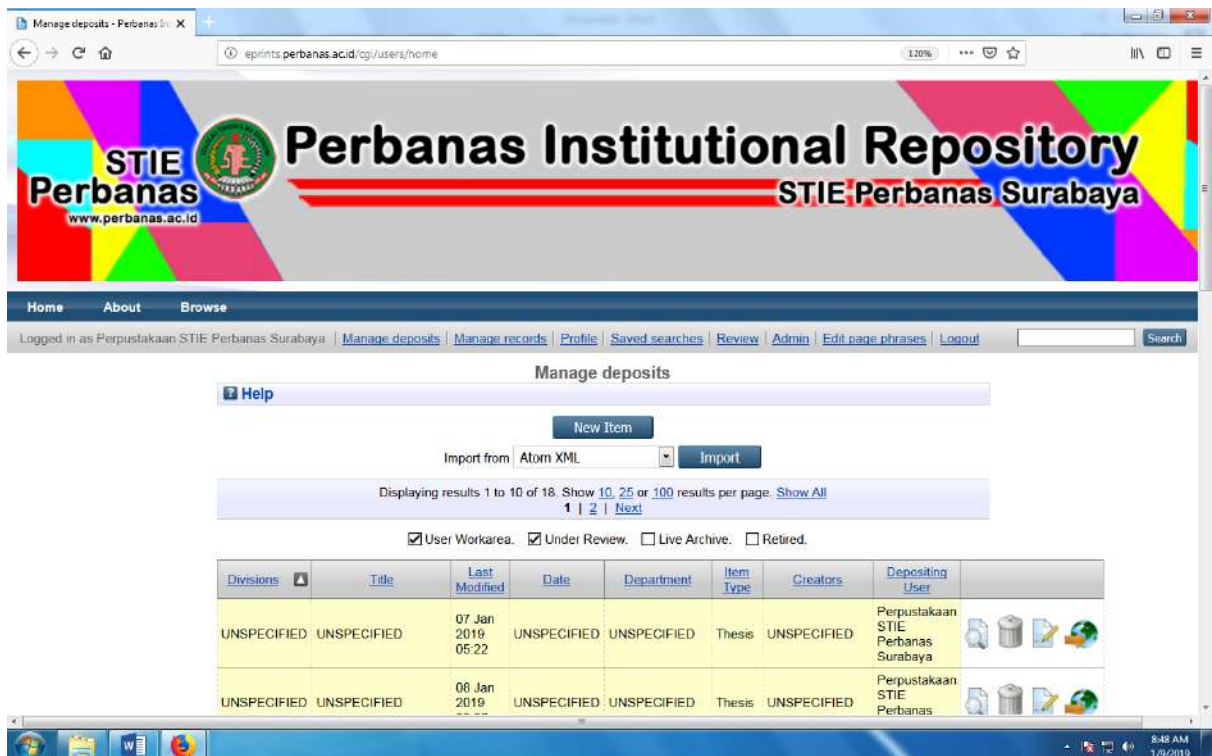 Manage deposits - Perbanas In
eprints.perbanas.ac.id/cgi/users/home
120%
STIE
Perbanas
www.perbanas.ac.id
Perbanas Institutional Repository
STIE Perbanas Surabaya
Home About Browse
Logged in as Perpustakaan STIE Perbanas Surabaya | Manage deposits | Manage records | Profile | Saved searches | Review | Admin | Edit page phrases | Logout Search
Manage deposits
Help
New Item
Import from Atom XML Import
Displaying results 1 to 10 of 18. Show 10, 25 or 100 results per page. Show All
1 | 2 | Next
User Workarea. Under Review. Live Archive. Retired.
Divisions Title Last Modified Date Department Item Type Creators Depositing User
UNSPECIFIED UNSPECIFIED 07 Jan 2019 05:22 UNSPECIFIED UNSPECIFIED Thesis UNSPECIFIED Perpustakaan STIE Perbanas Surabaya
UNSPECIFIED UNSPECIFIED 08 Jan 2019 UNSPECIFIED UNSPECIFIED Thesis UNSPECIFIED Perpustakaan STIE Perbanas
8:48 AM
1/9/2019